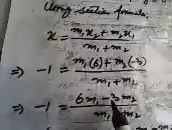 Using section formula,
x = m₁x₂ + m₂x₁ / m₁ + m₂
⇒ -1 = m₁(6) + m₂(-3) / m₁ + m₂
⇒ -1 = 6m₁ - 3m₂ / m₁ + m₂